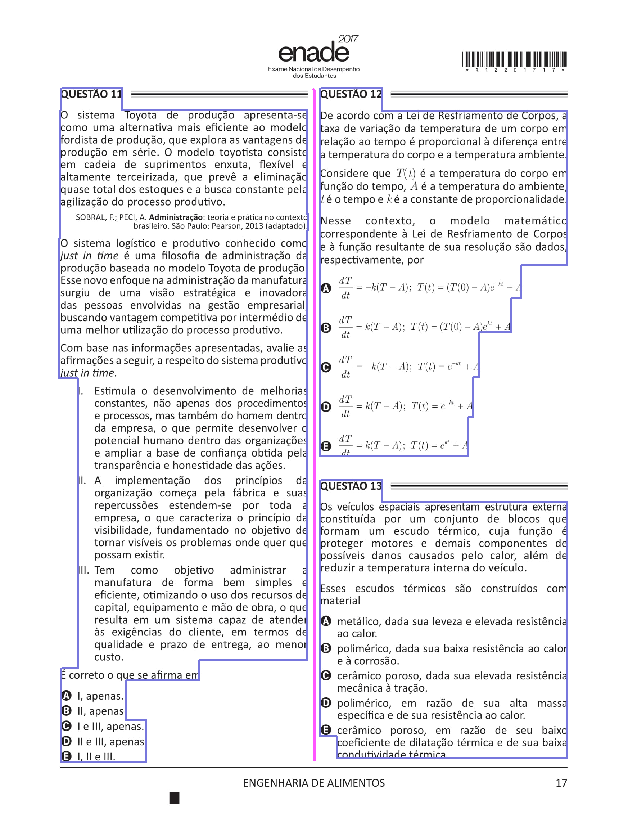 enade 2017
Exame Nacional de Desempenho
dos Estudantes
QUESTÃO 11
O sistema Toyota de produção apresenta-se
como uma alternativa mais eficiente ao modelo
fordista de produção, que explora as vantagens de
produção em série. O modelo toyotista consiste
em cadeia de suprimentos enxuta, flexível e
altamente terceirizada, que prevê a eliminação
quase total dos estoques e a busca constante pela
agilização do processo produtivo.
SOBRAL, F.; PECI, A. Administração: teoria e prática no contexto
brasileiro. São Paulo: Pearson, 2013 (adaptado).
O sistema logístico e produtivo conhecido como
just in time é uma filosofia de administração da
produção baseada no modelo Toyota de produção.
Esse novo enfoque na administração da manufatura
surgiu de uma visão estratégica e inovadora
das pessoas envolvidas na gestão empresarial,
buscando vantagem competitiva por intermédio de
uma melhor utilização do processo produtivo.
Com base nas informações apresentadas, avalie as
afirmações a seguir, a respeito do sistema produtivo
just in time.
I. Estimula o desenvolvimento de melhorias
constantes, não apenas dos procedimentos
e processos, mas também do homem dentro
da empresa, o que permite desenvolver o
potencial humano dentro das organizações
e ampliar a base de confiança obtida pela
transparência e honestidade das ações.
II. A implementação dos princípios da
organização começa pela fábrica e suas
repercussões estendem-se por toda a
empresa, o que caracteriza o princípio da
visibilidade, fundamentado no objetivo de
tornar visíveis os problemas onde quer que
possam existir.
III. Tem como objetivo administrar a
manufatura de forma bem simples e
eficiente, otimizando o uso dos recursos de
capital, equipamento e mão de obra, o que
resulta em um sistema capaz de atender
às exigências do cliente, em termos de
qualidade e prazo de entrega, ao menor
custo.
É correto o que se afirma em
A I, apenas.
B II, apenas
C I e III, apenas.
D II e III, apenas
E I, II e III.
QUESTÃO 12
De acordo com a Lei de Resfriamento de Corpos, a
taxa de variação da temperatura de um corpo em
relação ao tempo é proporcional à diferença entre
a temperatura do corpo e a temperatura ambiente.
Considere que T(t) é a temperatura do corpo em
função do tempo, A é a temperatura do ambiente,
t é o tempo e k é a constante de proporcionalidade.
Nesse contexto, o modelo matemático
correspondente à Lei de Resfriamento de Corpos
e à função resultante de sua resolução são dados,
respectivamente, por
A dT/dt = −k(T − A); T(t) = (T(0) − A)e^−kt − A
B dT/dt = k(T − A); T(t) = (T(0) − A)e^kt + A
C dT/dt = −k(T − A); T(t) = e^−kt + A
D dT/dt = k(T − A); T(t) = e^−kt + A
E dT/dt = k(T − A); T(t) = e^kt − A
QUESTÃO 13
Os veículos espaciais apresentam estrutura externa
constituída por um conjunto de blocos que
formam um escudo térmico, cuja função é
proteger motores e demais componentes de
possíveis danos causados pelo calor, além de
reduzir a temperatura interna do veículo.
Esses escudos térmicos são construídos com
material
A metálico, dada sua leveza e elevada resistência
ao calor.
B polimérico, dada sua baixa resistência ao calor
e à corrosão.
C cerâmico poroso, dada sua elevada resistência
mecânica à tração.
D polimérico, em razão de sua alta massa
específica e de sua resistência ao calor.
E cerâmico poroso, em razão de seu baixo
coeficiente de dilatação térmica e de sua baixa
condutividade térmica
ENGENHARIA DE ALIMENTOS
17